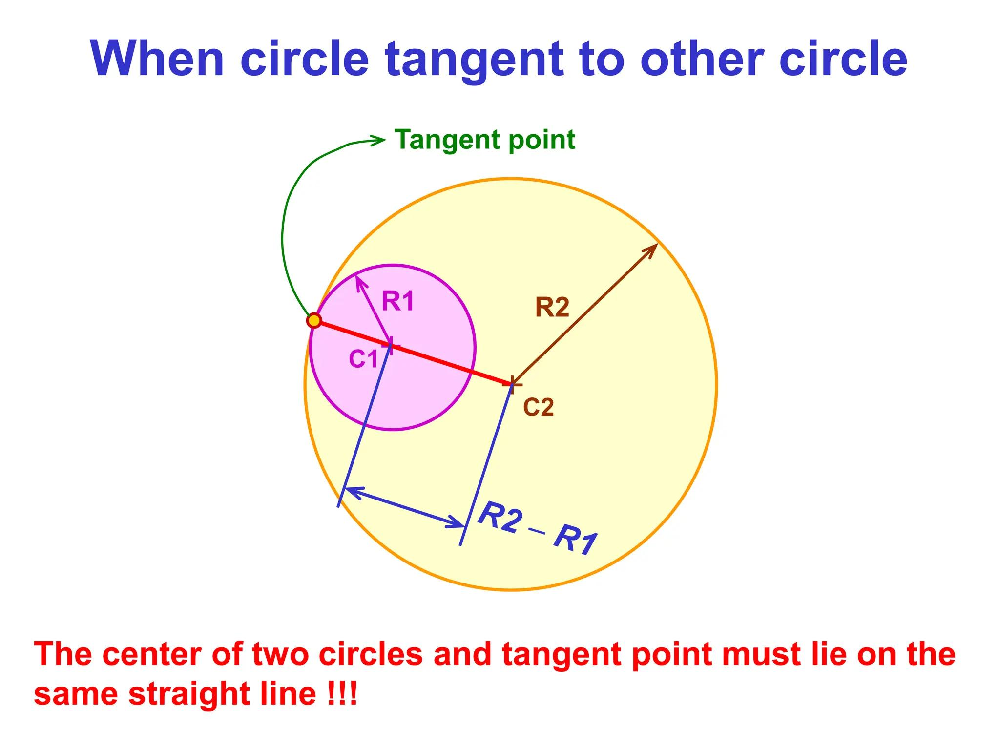 When circle tangent to other circle
Tangent point
R1
R2
C1
C2
R2 – R1
The center of two circles and tangent point must lie on the
same straight line !!!